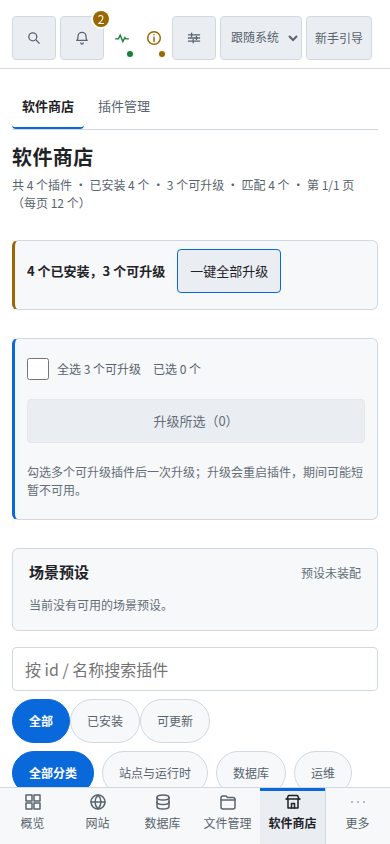 2
跟随系统
新手引导
软件商店 插件管理
软件商店
共 4 个插件 · 已安装 4 个 · 3 个可升级 · 匹配 4 个 · 第 1/1 页
（每页 12 个）
4 个已安装，3 个可升级 一键全部升级
全选 3 个可升级 已选 0 个
升级所选（0）
勾选多个可升级插件后一次升级；升级会重启插件，期间可能短
暂不可用。
场景预设 预设未装配
当前没有可用的场景预设。
按 id / 名称搜索插件
全部 已安装 可更新
全部分类 站点与运行时 数据库 运维
概览 网站 数据库 文件管理 软件商店 更多